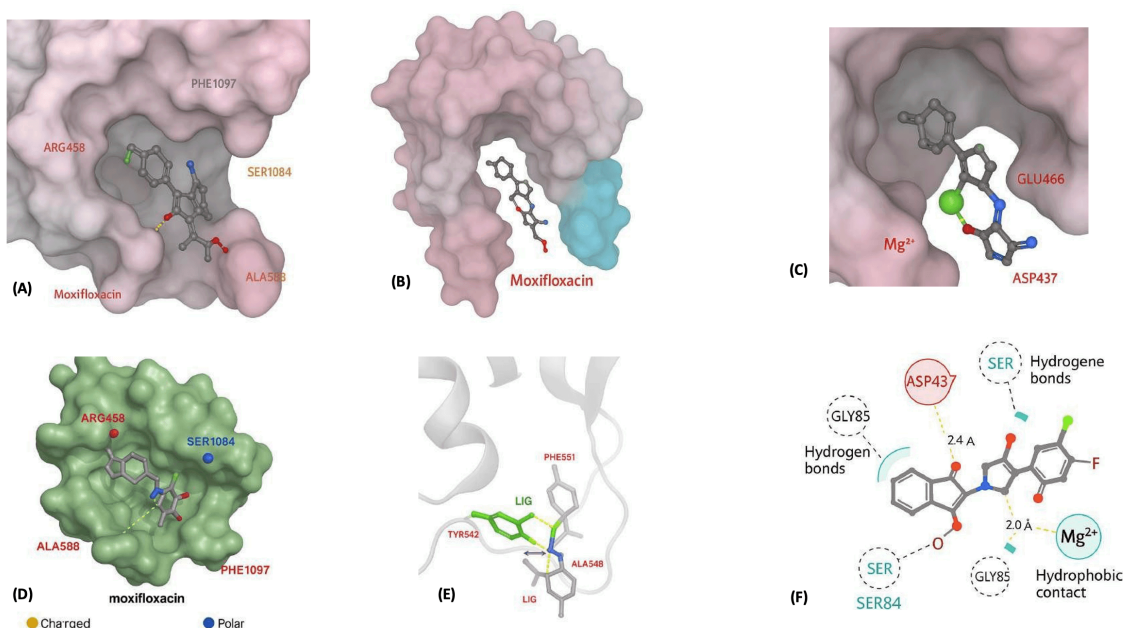 PHE1097
ARG458
SER1084
ALA588
Moxifloxacin
(A)
Moxifloxacin
(B)
GLU466
Mg²⁺
ASP437
(C)
ARG458
SER1084
ALA588
PHE1097
(D)
moxifloxacin
Charged
Polar
PHE551
LIG
TYR542
ALA548
LIG
(E)
ASP437
SER
Hydrogene
bonds
GLY85
Hydrogen
bonds
2.4 A
F
2.0 Å
Mg²⁺
O
SER
SER84
GLY85
Hydrophobic
contact
(F)